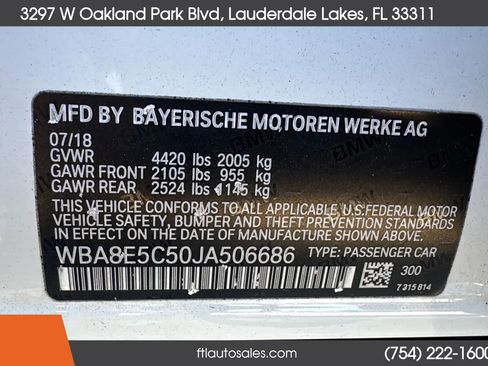 3297 W Oakland Park Blvd, Lauderdale Lakes, FL 33311
MFD BY BAYERISCHE MOTOREN WERKE AG
07/18
GVWR 4420 lbs 2005 kg
GAWR FRONT 2105 lbs 955 kg
GAWR REAR 2524 lbs 1145 kg
THIS VEHICLE CONFORMS TO ALL APPLICABLE, U.S.FEDERAL MOTOR
VEHICLE SAFETY, BUMPER, AND THEFT PREVENTION STANDARDS
IN EFFECT ON THE DATE OF MANUFACTURE SHOWN ABOVE.
WBA8E5C50JA506686 TYPE: PASSENGER CAR
300
7315814
ftlautosales.com
(754) 222-1600